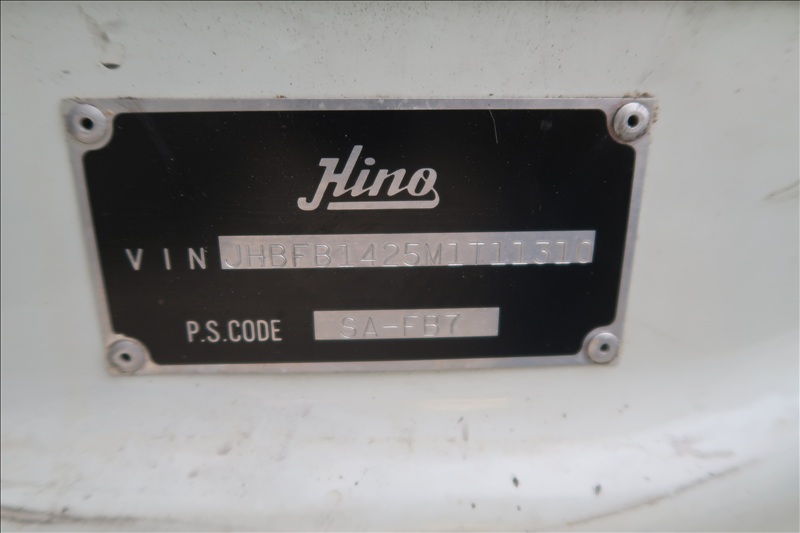 Hino
VIN JHBFB1425M1T11310
P.S.CODE SA-FB7